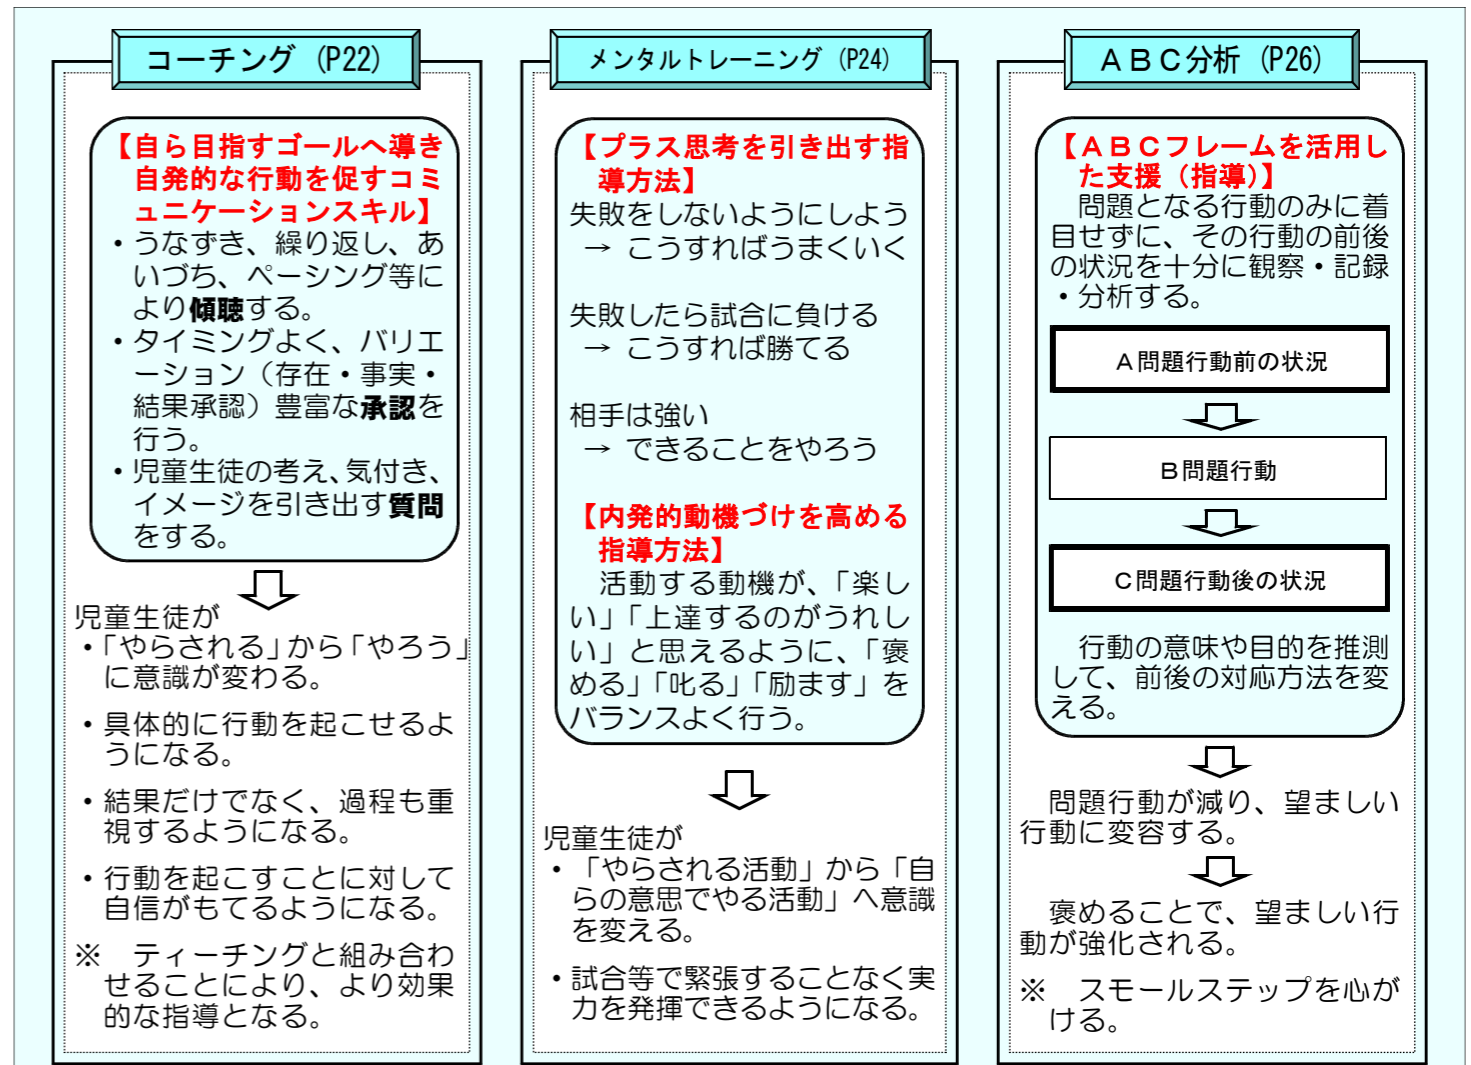 コーチング（P22）
【自ら目指すゴールへ導き
自発的な行動を促すコミ
ュニケーションスキル】
・うなずき、繰り返し、あ
いづち、ペーシング等に
より傾聴する。
・タイミングよく、バリエ
ーション（存在・事実・
結果承認）豊富な承認を
行う。
・児童生徒の考え、気付き、
イメージを引き出す質問
をする。
児童生徒が
・「やらされる」から「やろう」
に意識が変わる。
・具体的に行動を起こせるよ
うになる。
・結果だけでなく、過程も重
視するようになる。
・行動を起こすことに対して
自信がもてるようになる。
※　ティーチングと組み合わ
せることにより、より効果
的な指導となる。
メンタルトレーニング（P24）
【プラス思考を引き出す指
導方法】
失敗をしないようにしよう
→ こうすればうまくいく
失敗したら試合に負ける
→ こうすれば勝てる
相手は強い
→ できることをやろう
【内発的動機づけを高める
指導方法】
活動する動機が、「楽し
い」「上達するのがうれし
い」と思えるように、「褒
める」「叱る」「励ます」を
バランスよく行う。
児童生徒が
・「やらされる活動」から「自
らの意思でやる活動」へ意識
を変える。
・試合等で緊張することなく実
力を発揮できるようになる。
ＡＢＣ分析（P26）
【ＡＢＣフレームを活用し
た支援（指導）】
問題となる行動のみに着
目せずに、その行動の前後
の状況を十分に観察・記録
・分析する。
Ａ問題行動前の状況
Ｂ問題行動
Ｃ問題行動後の状況
行動の意味や目的を推測
して、前後の対応方法を変
える。
問題行動が減り、望ましい
行動に変容する。
褒めることで、望ましい行
動が強化される。
※　スモールステップを心が
ける。